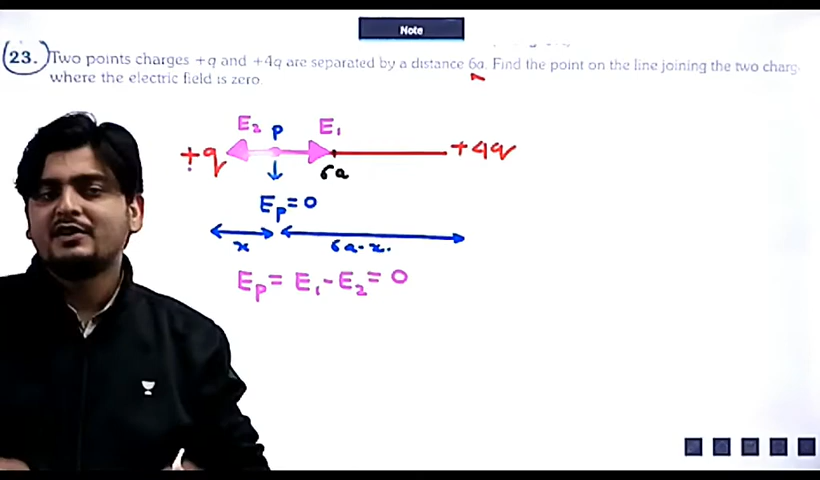 Note
23. Two points charges +q and +4q are separated by a distance 6a. Find the point on the line joining the two charg
where the electric field is zero.
E₂ P E₁
+q +4q
6a
Eₚ=0
x 6a-x.
Eₚ= E₁-E₂= 0